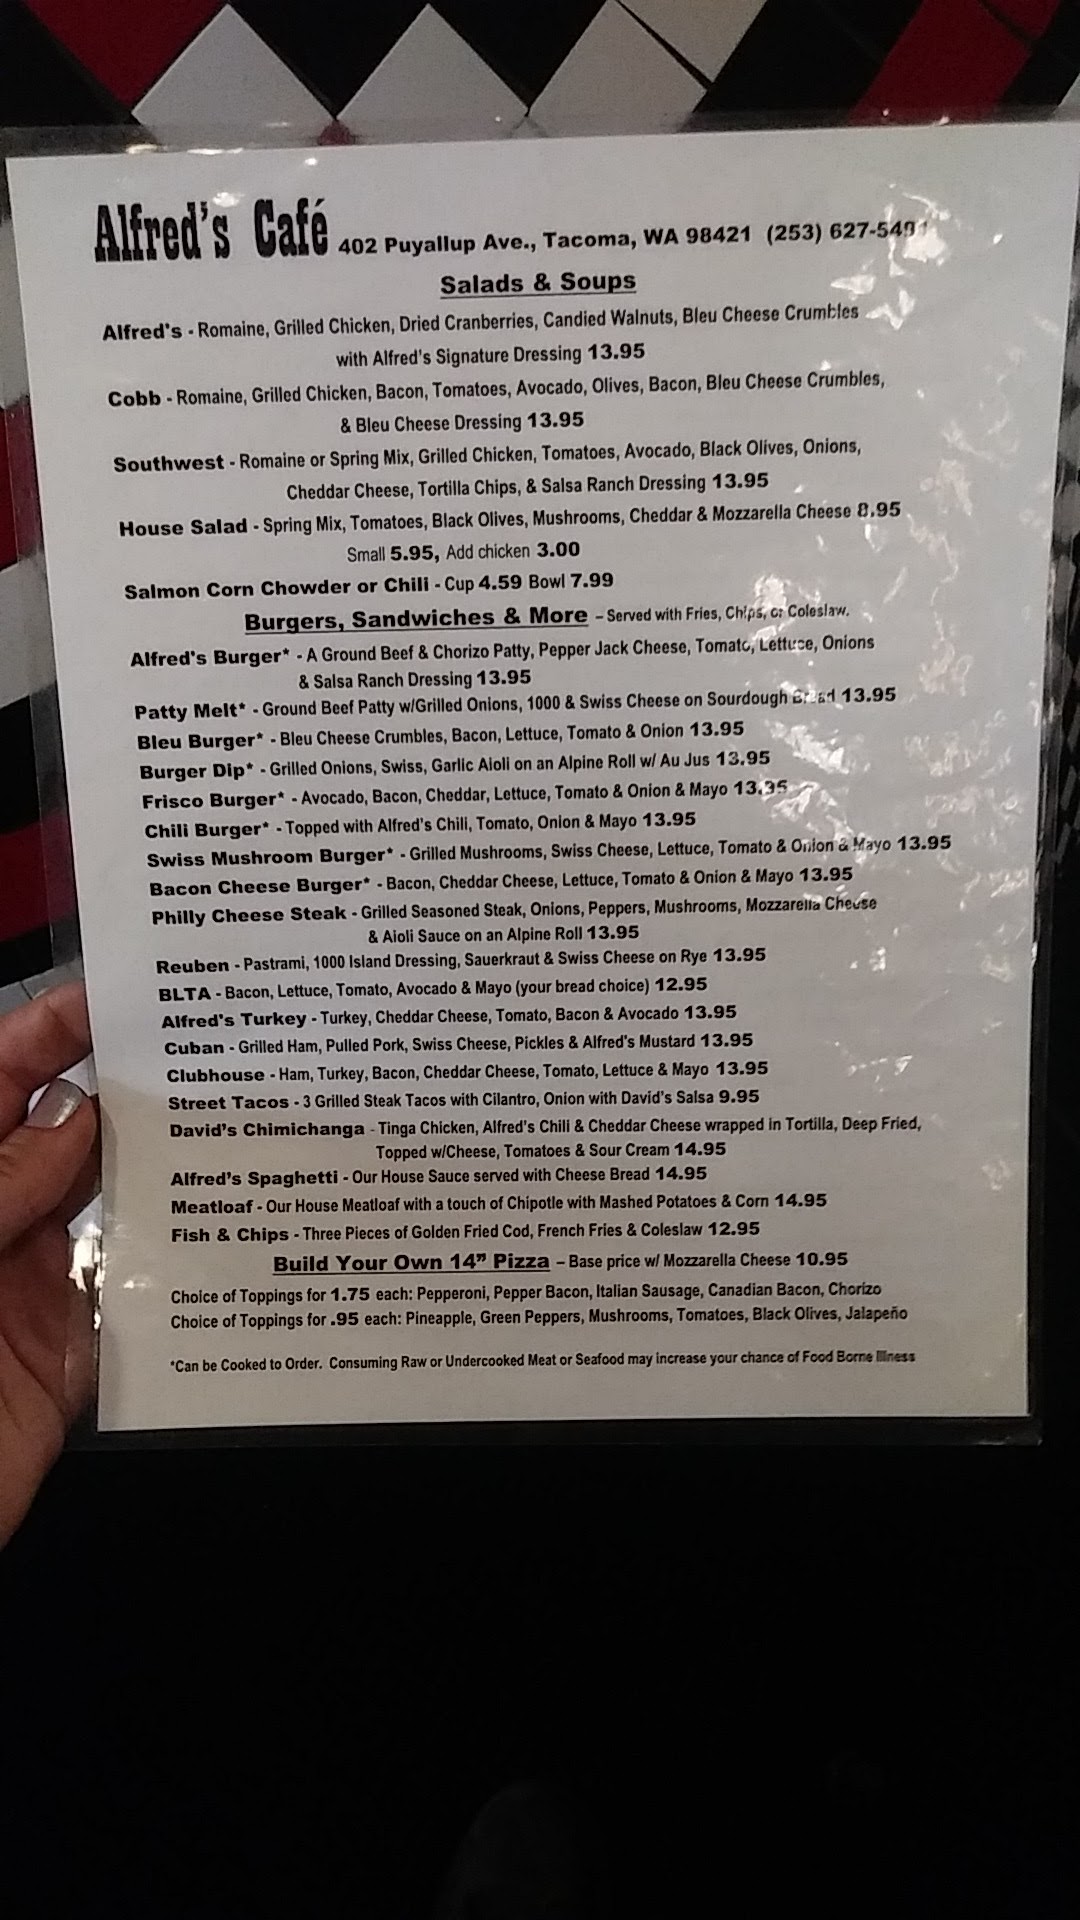 Alfred's Café 402 Puyallup Ave., Tacoma, WA 98421 (253) 627-5491
Salads & Soups
Alfred's - Romaine, Grilled Chicken, Dried Cranberries, Candied Walnuts, Bleu Cheese Crumbles
with Alfred's Signature Dressing 13.95
Cobb - Romaine, Grilled Chicken, Bacon, Tomatoes, Avocado, Olives, Bacon, Bleu Cheese Crumbles,
& Bleu Cheese Dressing 13.95
Southwest - Romaine or Spring Mix, Grilled Chicken, Tomatoes, Avocado, Black Olives, Onions,
Cheddar Cheese, Tortilla Chips, & Salsa Ranch Dressing 13.95
House Salad - Spring Mix, Tomatoes, Black Olives, Mushrooms, Cheddar & Mozzarella Cheese 8.95
Small 5.95, Add chicken 3.00
Salmon Corn Chowder or Chili - Cup 4.59 Bowl 7.99
Burgers, Sandwiches & More – Served with Fries, Chips, or Coleslaw.
Alfred's Burger* - A Ground Beef & Chorizo Patty, Pepper Jack Cheese, Tomato, Lettuce, Onions
& Salsa Ranch Dressing 13.95
Patty Melt* - Ground Beef Patty w/Grilled Onions, 1000 & Swiss Cheese on Sourdough Bread 13.95
Bleu Burger* - Bleu Cheese Crumbles, Bacon, Lettuce, Tomato & Onion 13.95
Burger Dip* - Grilled Onions, Swiss, Garlic Aioli on an Alpine Roll w/ Au Jus 13.95
Frisco Burger* - Avocado, Bacon, Cheddar, Lettuce, Tomato & Onion & Mayo 13.95
Chili Burger* - Topped with Alfred's Chili, Tomato, Onion & Mayo 13.95
Swiss Mushroom Burger* - Grilled Mushrooms, Swiss Cheese, Lettuce, Tomato & Onion & Mayo 13.95
Bacon Cheese Burger* - Bacon, Cheddar Cheese, Lettuce, Tomato & Onion & Mayo 13.95
Philly Cheese Steak - Grilled Seasoned Steak, Onions, Peppers, Mushrooms, Mozzarella Cheese
& Aioli Sauce on an Alpine Roll 13.95
Reuben - Pastrami, 1000 Island Dressing, Sauerkraut & Swiss Cheese on Rye 13.95
BLTA - Bacon, Lettuce, Tomato, Avocado & Mayo (your bread choice) 12.95
Alfred's Turkey - Turkey, Cheddar Cheese, Tomato, Bacon & Avocado 13.95
Cuban - Grilled Ham, Pulled Pork, Swiss Cheese, Pickles & Alfred's Mustard 13.95
Clubhouse - Ham, Turkey, Bacon, Cheddar Cheese, Tomato, Lettuce & Mayo 13.95
Street Tacos - 3 Grilled Steak Tacos with Cilantro, Onion with David's Salsa 9.95
David's Chimichanga - Tinga Chicken, Alfred's Chili & Cheddar Cheese wrapped in Tortilla, Deep Fried,
Topped w/Cheese, Tomatoes & Sour Cream 14.95
Alfred's Spaghetti - Our House Sauce served with Cheese Bread 14.95
Meatloaf - Our House Meatloaf with a touch of Chipotle with Mashed Potatoes & Corn 14.95
Fish & Chips - Three Pieces of Golden Fried Cod, French Fries & Coleslaw 12.95
Build Your Own 14” Pizza – Base price w/ Mozzarella Cheese 10.95
Choice of Toppings for 1.75 each: Pepperoni, Pepper Bacon, Italian Sausage, Canadian Bacon, Chorizo
Choice of Toppings for .95 each: Pineapple, Green Peppers, Mushrooms, Tomatoes, Black Olives, Jalapeño
*Can be Cooked to Order. Consuming Raw or Undercooked Meat or Seafood may increase your chance of Food Borne Illness